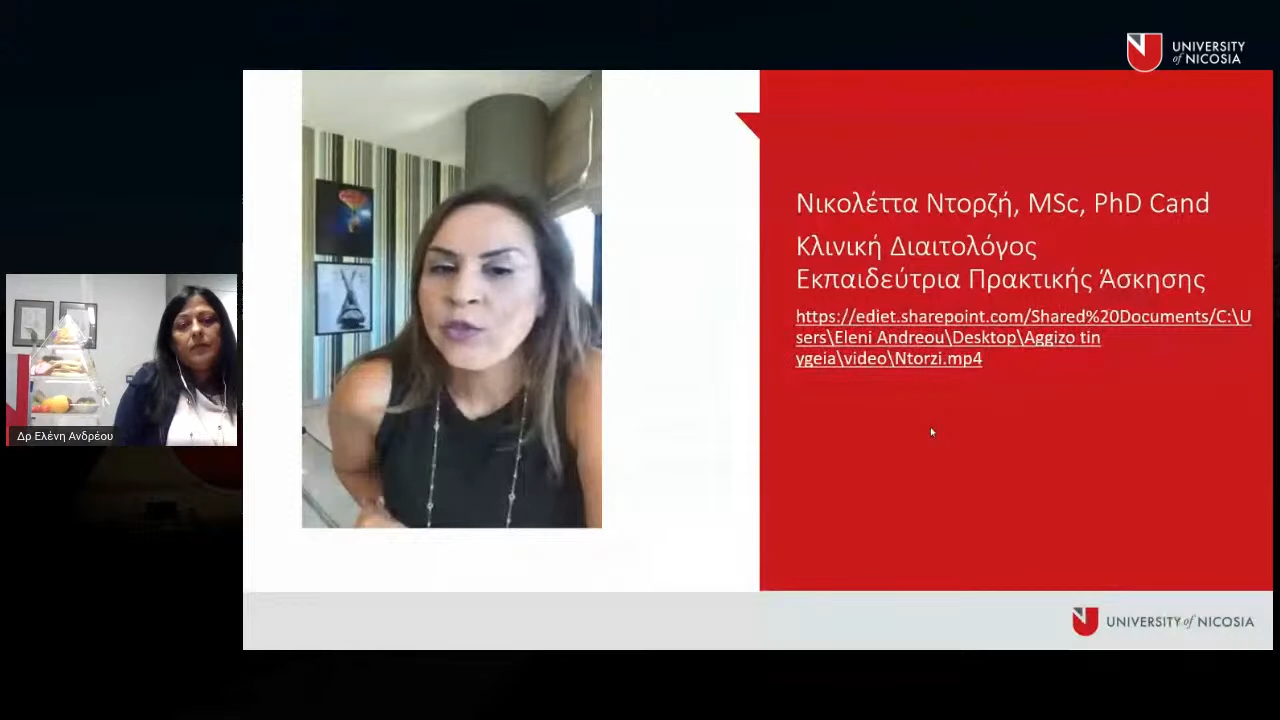 UNIVERSITY
of NICOSIA
Νικολέττα Ντορζή, MSc, PhD Cand
Κλινική Διαιτολόγος
Εκπαιδεύτρια Πρακτικής Άσκησης
https://ediet.sharepoint.com/Shared%20Documents/C:\U
sers\Eleni Andreou\Desktop\Aggizo tin
ygeia\video\Ntorzi.mp4
Δρ Ελένη Ανδρέου
UNIVERSITY of NICOSIA